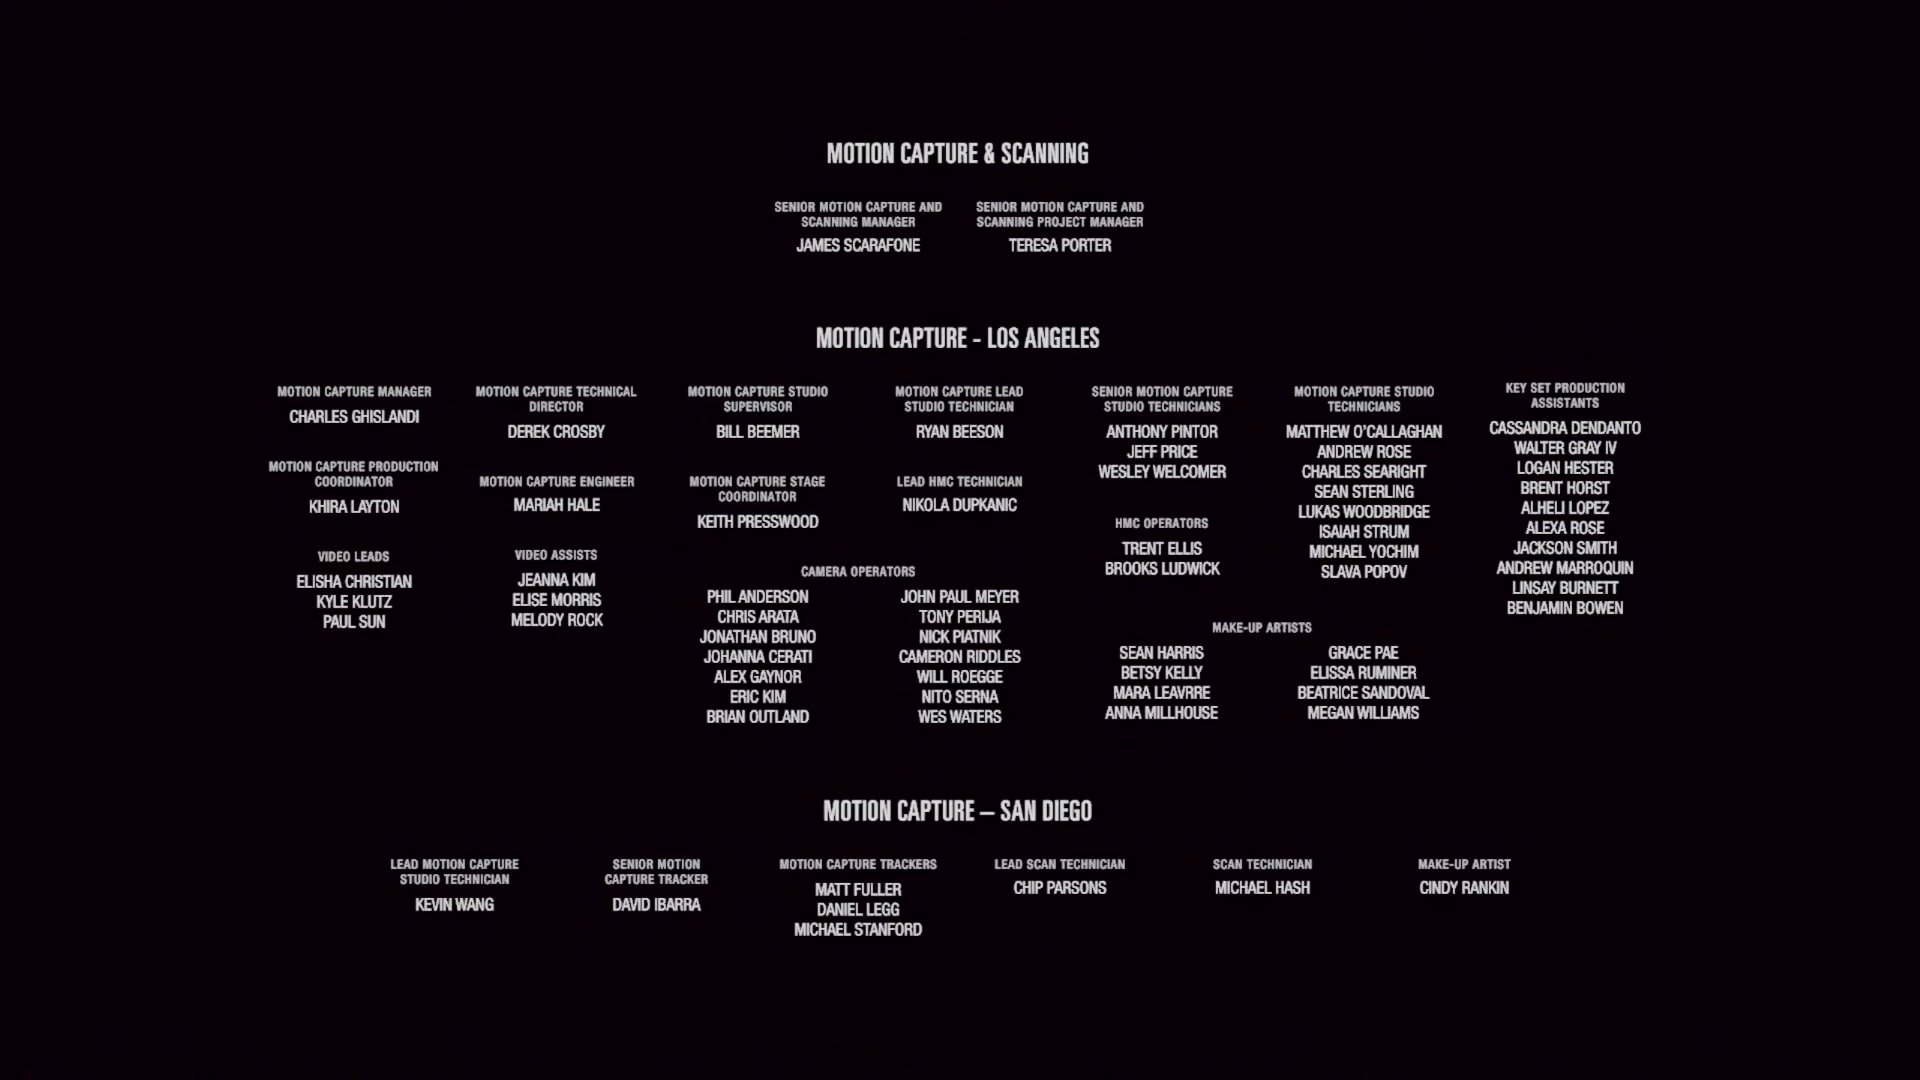 MOTION CAPTURE & SCANNING
SENIOR MOTION CAPTURE AND
SCANNING MANAGER
JAMES SCARAFONE
SENIOR MOTION CAPTURE AND
SCANNING PROJECT MANAGER
TERESA PORTER
MOTION CAPTURE - LOS ANGELES
MOTION CAPTURE MANAGER
CHARLES GHISLANDI
MOTION CAPTURE PRODUCTION
COORDINATOR
KHIRA LAYTON
VIDEO LEADS
ELISHA CHRISTIAN
KYLE KLUTZ
PAUL SUN
MOTION CAPTURE TECHNICAL
DIRECTOR
DEREK CROSBY
MOTION CAPTURE ENGINEER
MARIAH HALE
VIDEO ASSISTS
JEANNA KIM
ELISE MORRIS
MELODY ROCK
MOTION CAPTURE STUDIO
SUPERVISOR
BILL BEEMER
MOTION CAPTURE STAGE
COORDINATOR
KEITH PRESSWOOD
MOTION CAPTURE LEAD
STUDIO TECHNICIAN
RYAN BEESON
LEAD HMC TECHNICIAN
NIKOLA DUPKANIC
CAMERA OPERATORS
PHIL ANDERSON
CHRIS ARATA
JONATHAN BRUNO
JOHANNA CERATI
ALEX GAYNOR
ERIC KIM
BRIAN OUTLAND
JOHN PAUL MEYER
TONY PERIJA
NICK PIATNIK
CAMERON RIDDLES
WILL ROEGGE
NITO SERNA
WES WATERS
SENIOR MOTION CAPTURE
STUDIO TECHNICIANS
ANTHONY PINTOR
JEFF PRICE
WESLEY WELCOMER
HMC OPERATORS
TRENT ELLIS
BROOKS LUDWICK
MOTION CAPTURE STUDIO
TECHNICIANS
MATTHEW O'CALLAGHAN
ANDREW ROSE
CHARLES SEARIGHT
SEAN STERLING
LUKAS WOODBRIDGE
ISAIAH STRUM
MICHAEL YOCHIM
SLAVA POPOV
MAKE-UP ARTISTS
SEAN HARRIS
BETSY KELLY
MARA LEAVRRE
ANNA MILLHOUSE
GRACE PAE
ELISSA RUMINER
BEATRICE SANDOVAL
MEGAN WILLIAMS
KEY SET PRODUCTION
ASSISTANTS
CASSANDRA DENDANTO
WALTER GRAY IV
LOGAN HESTER
BRENT HORST
ALHELI LOPEZ
ALEXA ROSE
JACKSON SMITH
ANDREW MARROQUIN
LINSAY BURNETT
BENJAMIN BOWEN
MOTION CAPTURE – SAN DIEGO
LEAD MOTION CAPTURE
STUDIO TECHNICIAN
KEVIN WANG
SENIOR MOTION
CAPTURE TRACKER
DAVID IBARRA
MOTION CAPTURE TRACKERS
MATT FULLER
DANIEL LEGG
MICHAEL STANFORD
LEAD SCAN TECHNICIAN
CHIP PARSONS
SCAN TECHNICIAN
MICHAEL HASH
MAKE-UP ARTIST
CINDY RANKIN